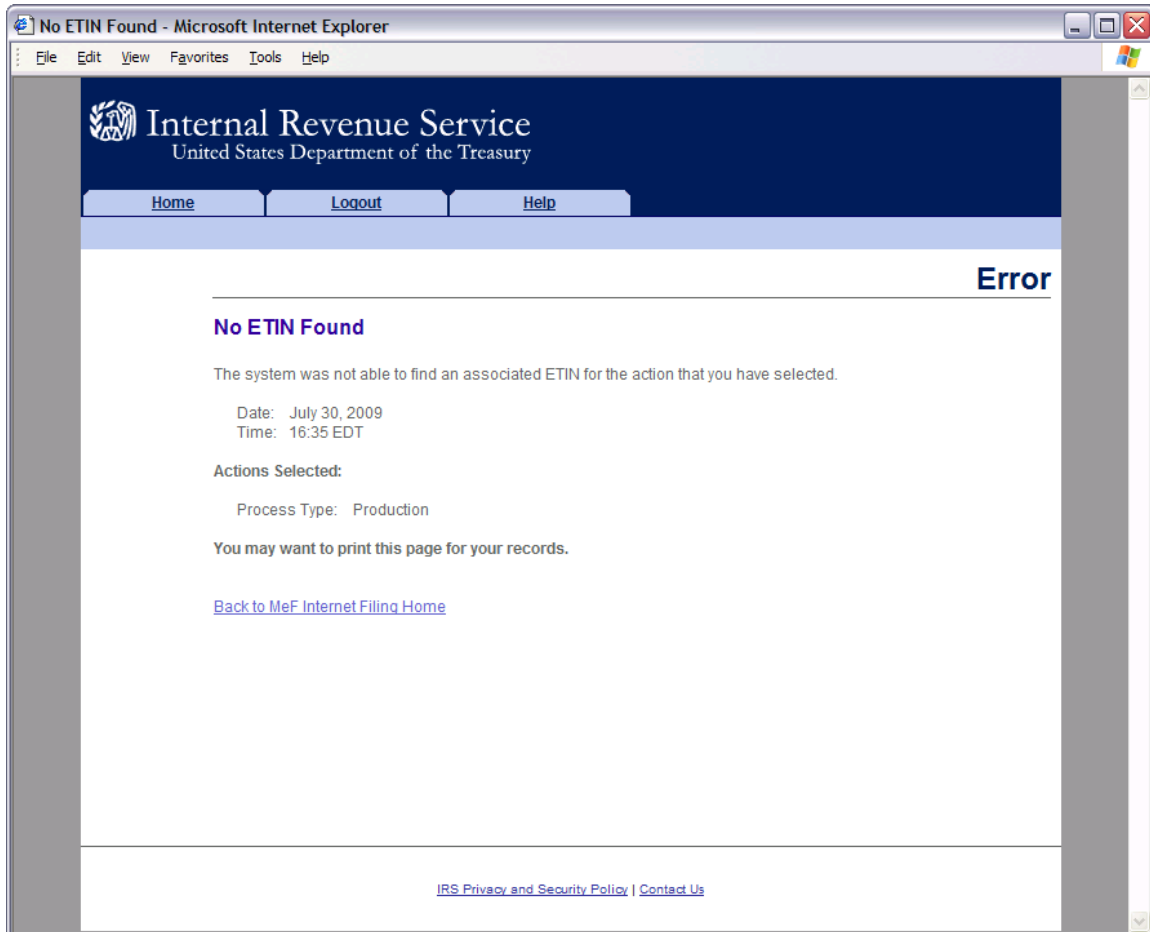 No ETIN Found - Microsoft Internet Explorer
File Edit View Favorites Tools Help
Internal Revenue Service
United States Department of the Treasury
Home Logout Help
Error
No ETIN Found
The system was not able to find an associated ETIN for the action that you have selected.
Date: July 30, 2009
Time: 16:35 EDT
Actions Selected:
Process Type: Production
You may want to print this page for your records.
Back to MeF Internet Filing Home
IRS Privacy and Security Policy | Contact Us